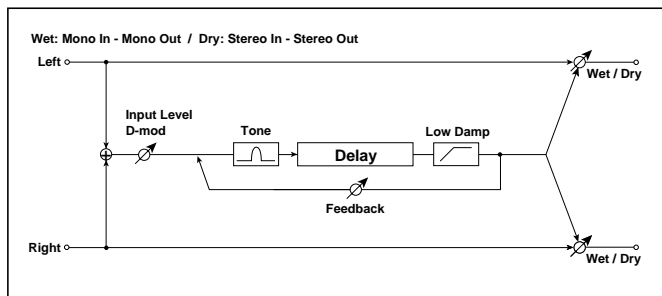 Wet: Mono In - Mono Out / Dry: Stereo In - Stereo Out
Left
Wet / Dry
Input Level
D-mod
Tone
Delay
Low Damp
Feedback
Right
Wet / Dry